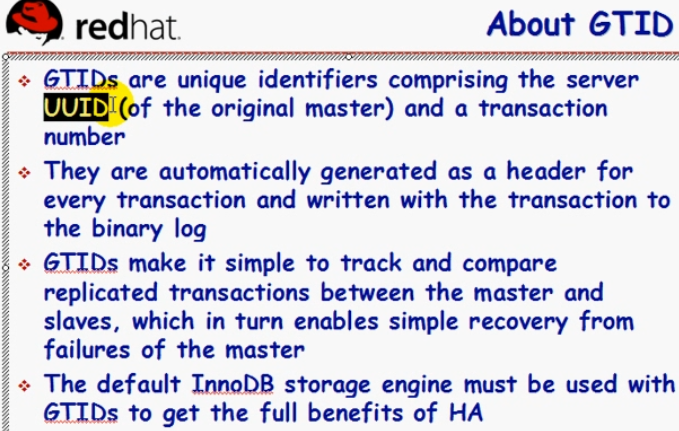 redhat.
About GTID
GTIDs are unique identifiers comprising the server
UUID (of the original master) and a transaction
number
They are automatically generated as a header for
every transaction and written with the transaction to
the binary log
GTIDs make it simple to track and compare
replicated transactions between the master and
slaves, which in turn enables simple recovery from
failures of the master
The default InnoDB storage engine must be used with
GTIDs to get the full benefits of HA